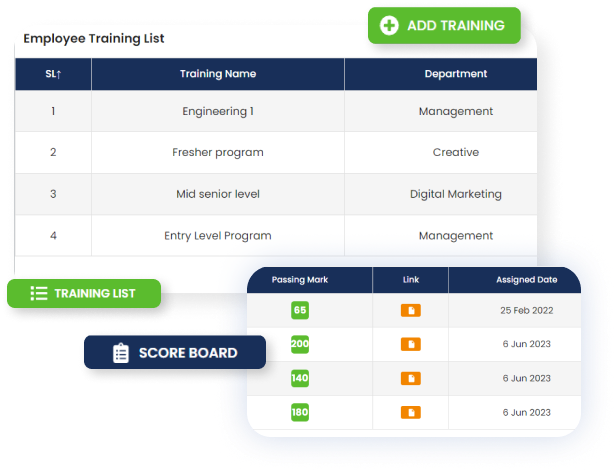 ADD TRAINING
Employee Training List
SL↑ Training Name Department
1 Engineering 1 Management
2 Fresher program Creative
3 Mid senior level Digital Marketing
4 Entry Level Program Management
TRAINING LIST
Passing Mark Link Assigned Date
65 25 Feb 2022
200 6 Jun 2023
SCORE BOARD
140 6 Jun 2023
180 6 Jun 2023